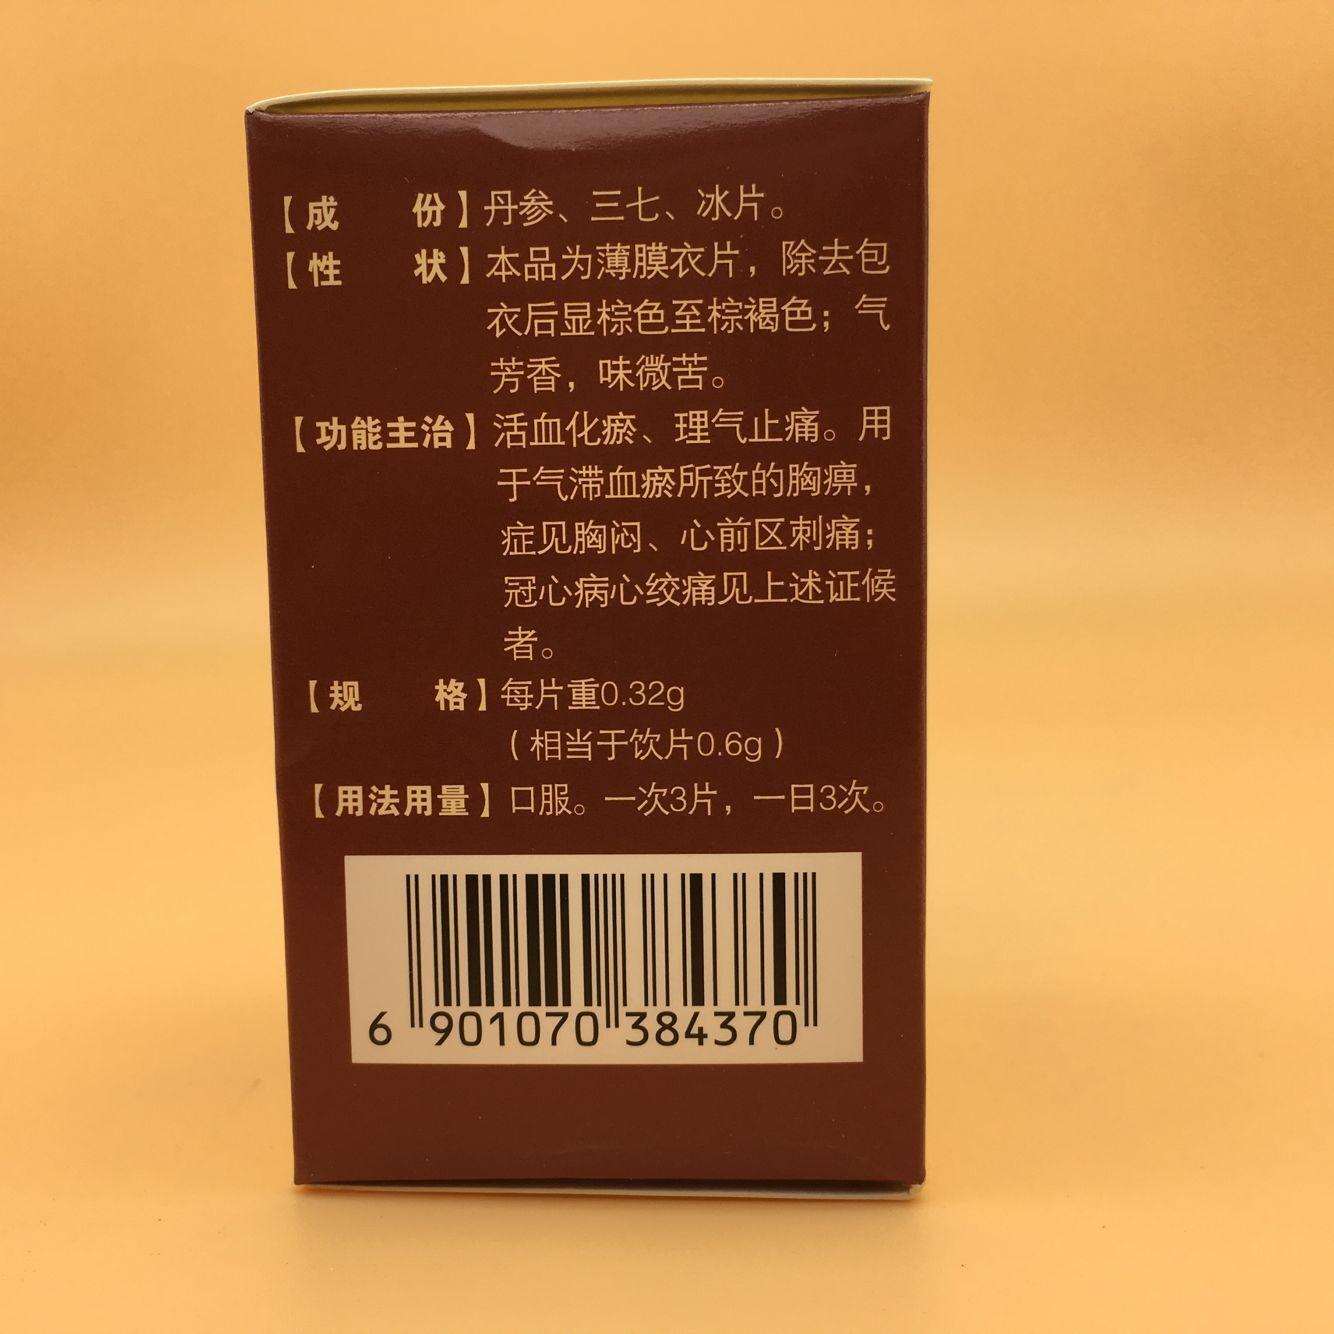 【成 份】丹参、三七、冰片。
【性 状】本品为薄膜衣片，除去包
衣后显棕色至棕褐色；气
芳香，味微苦。
【功能主治】活血化瘀、理气止痛。用
于气滞血瘀所致的胸痹，
症见胸闷、心前区刺痛；
冠心病心绞痛见上述证候
者。
【规 格】每片重0.32g
（相当于饮片0.6g）
【用法用量】口服。一次3片，一日3次。
6 901070 384370